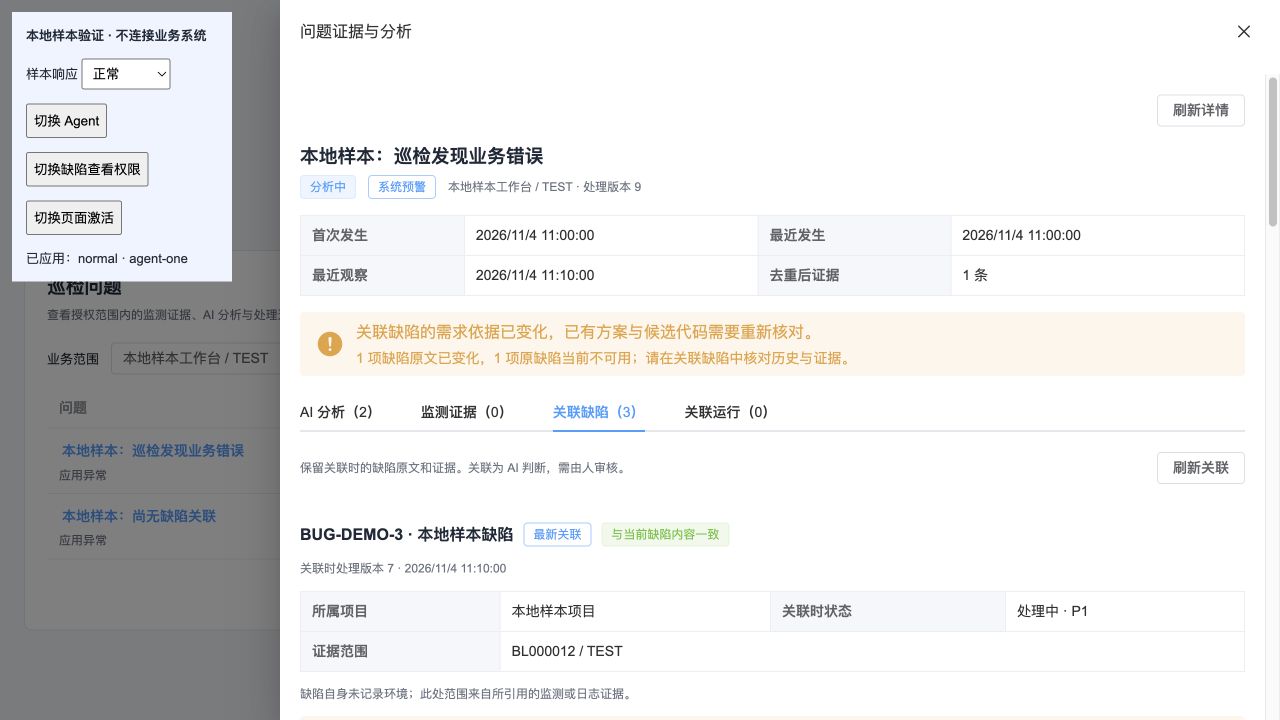 本地样本验证 · 不连接业务系统
样本响应 正常
切换 Agent
切换缺陷查看权限
切换页面激活
已应用：normal · agent-one
巡检问题
查看授权范围内的监测证据、AI 分析与处理
业务范围 本地样本工作台 / TEST
问题
本地样本：巡检发现业务错误
应用异常
本地样本：尚无缺陷关联
应用异常
问题证据与分析
刷新详情
本地样本：巡检发现业务错误
分析中 系统预警 本地样本工作台 / TEST · 处理版本 9
首次发生 2026/11/4 11:00:00 最近发生 2026/11/4 11:00:00
最近观察 2026/11/4 11:10:00 去重后证据 1 条
关联缺陷的需求依据已变化，已有方案与候选代码需要重新核对。
1 项缺陷原文已变化，1 项原缺陷当前不可用；请在关联缺陷中核对历史与证据。
AI 分析（2） 监测证据（0） 关联缺陷（3） 关联运行（0）
保留关联时的缺陷原文和证据。关联为 AI 判断，需由人审核。 刷新关联
BUG-DEMO-3 · 本地样本缺陷 最新关联 与当前缺陷内容一致
关联时处理版本 7 · 2026/11/4 11:10:00
所属项目 本地样本项目 关联时状态 处理中 · P1
证据范围 BL000012 / TEST
缺陷自身未记录环境；此处范围来自所引用的监测或日志证据。